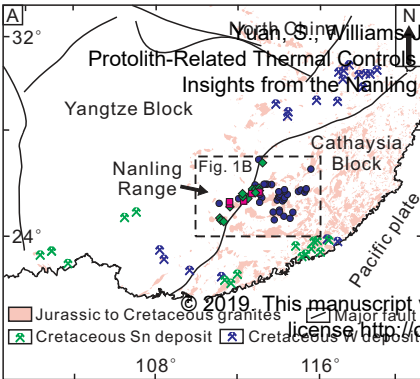 A
N
32°
North China
Yuan, S., Williams
Protolith-Related Thermal Controls
Insights from the Nanling
Yangtze Block
Cathaysia
Block
Fig. 1B
Nanling
Range
24°
Pacific plate
© 2019. This manuscript
Jurassic to Cretaceous granites
Major fault
license http://
Cretaceous Sn deposit
Cretaceous W deposit
108°
116°